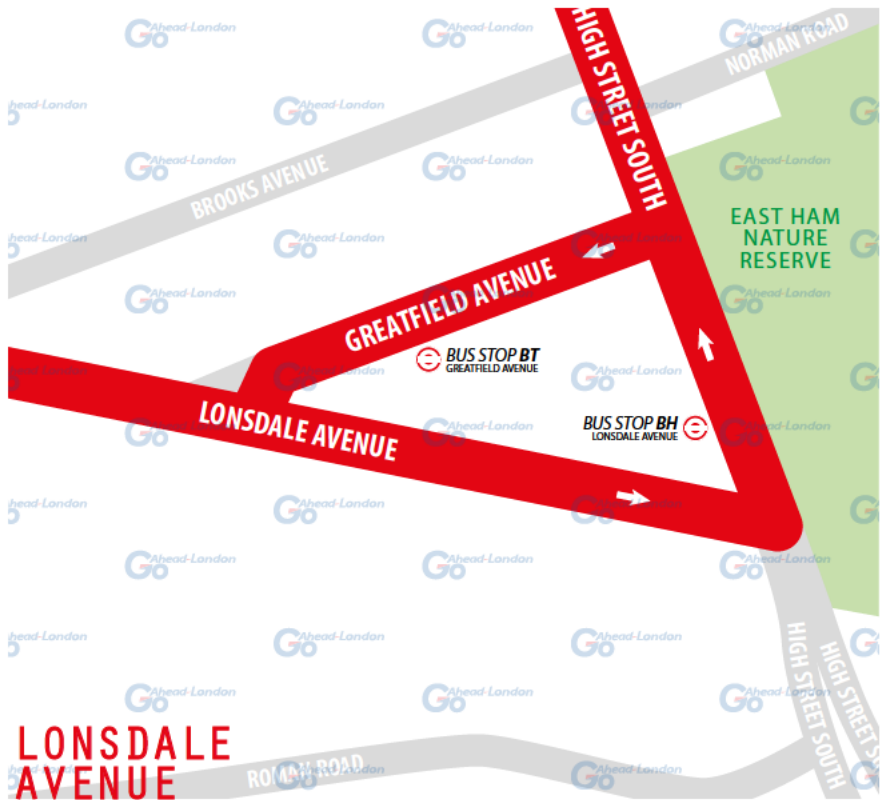 Go Ahead-London
HIGH STREET SOUTH
NORMAN ROAD
BROOKS AVENUE
EAST HAM
NATURE
RESERVE
GREATFIELD AVENUE
BUS STOP BT
GREATFIELD AVENUE
BUS STOP BH
LONSDALE AVENUE
LONSDALE AVENUE
HIGH STREET SOUTH
HIGH STREET S
ROMAN ROAD
LONSDALE
AVENUE